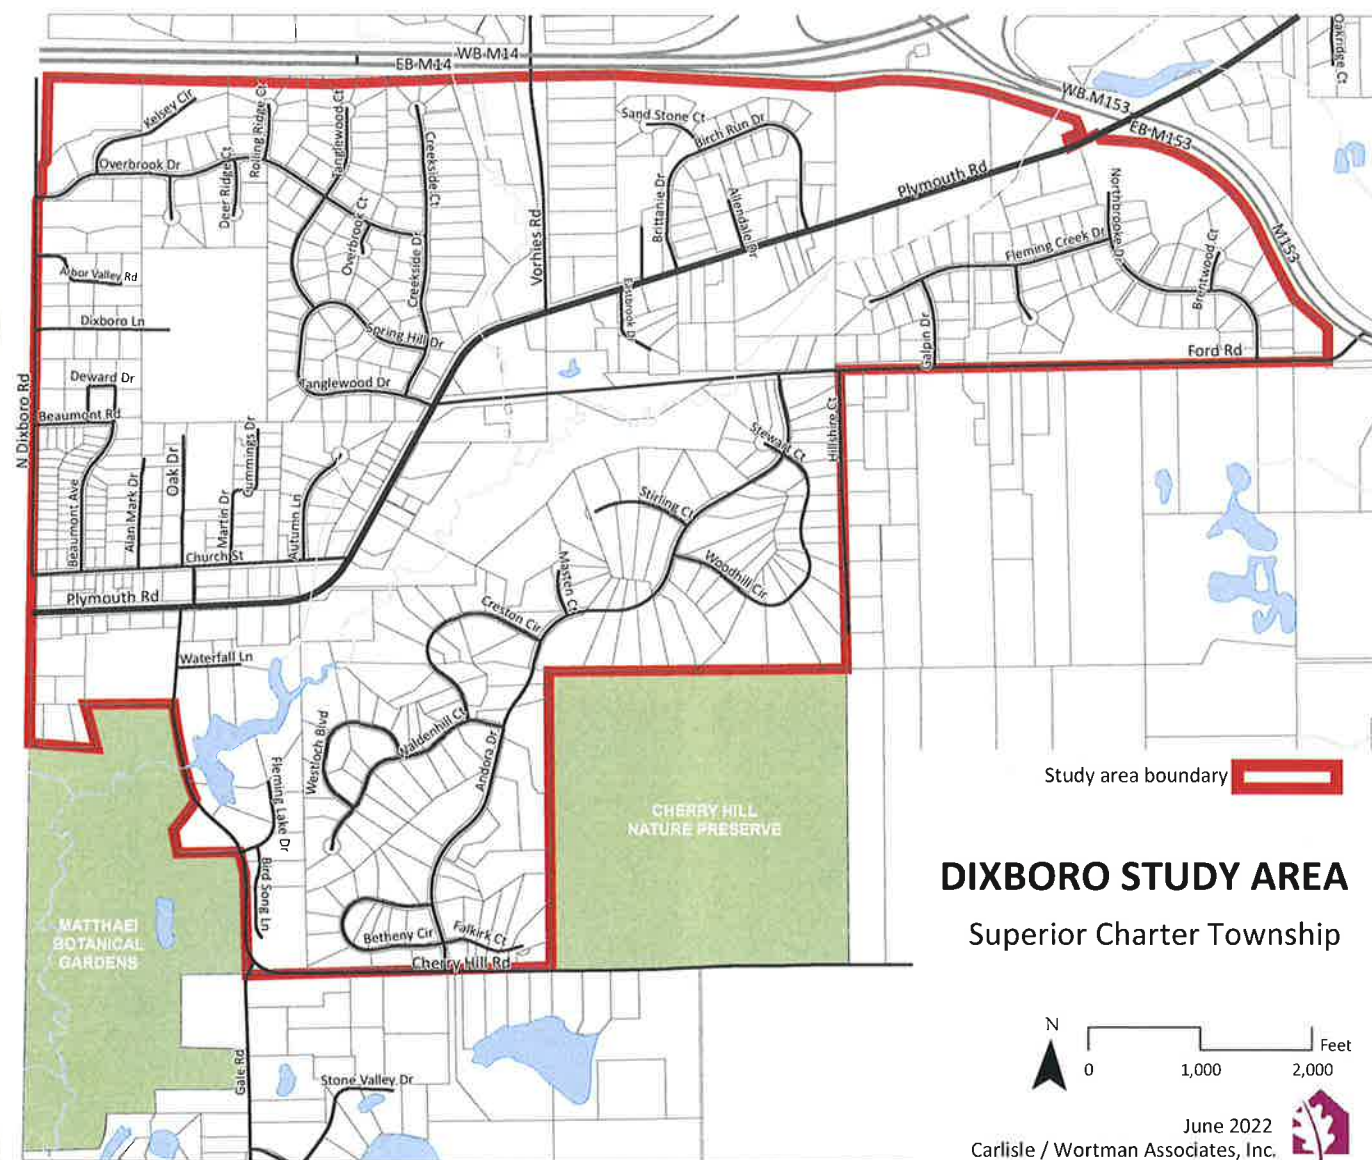 WB M14
EB M14
Oakridge Ct
WB M153
EB M153
M153
Kelsey Cir
Rolling Ridge Ct
Tanglewood Ct
Creekside Ct
Sand Stone Ct
Birch Run Dr
Overbrook Dr
Deer Ridge Ct
Overbrook Ct
Creekside Dr
Vorhies Rd
Brittanie Dr
Allendale Dr
Plymouth Rd
Northbrooke Dr
Fleming Creek Dr
Brentwood Ct
Arbor Valley Rd
Dixboro Ln
Spring Hill Dr
Eastbrook Dr
Galpin Dr
Ford Rd
Deward Dr
Tanglewood Dr
N Dixboro Rd
Beaumont Rd
Hillshire Ct
Stewart Ct
Beaumont Ave
Alan Mark Dr
Oak Dr
Martin Dr
Cummings Dr
Autumn Ln
Stirling Ct
Church St
Masten Ct
Woodhill Cir
Plymouth Rd
Creston Cir
Waterfall Ln
Westloch Blvd
Waldenhill Ct
Andora Dr
Fleming Lake Dr
Bird Song Ln
CHERRY HILL
NATURE PRESERVE
Study area boundary
DIXBORO STUDY AREA
Superior Charter Township
MATTHAEI
BOTANICAL
GARDENS
Betheny Cir
Falkirk Ct
Cherry Hill Rd
Gale Rd
Stone Valley Dr
N
Feet
0 1,000 2,000
June 2022
Carlisle / Wortman Associates, Inc.